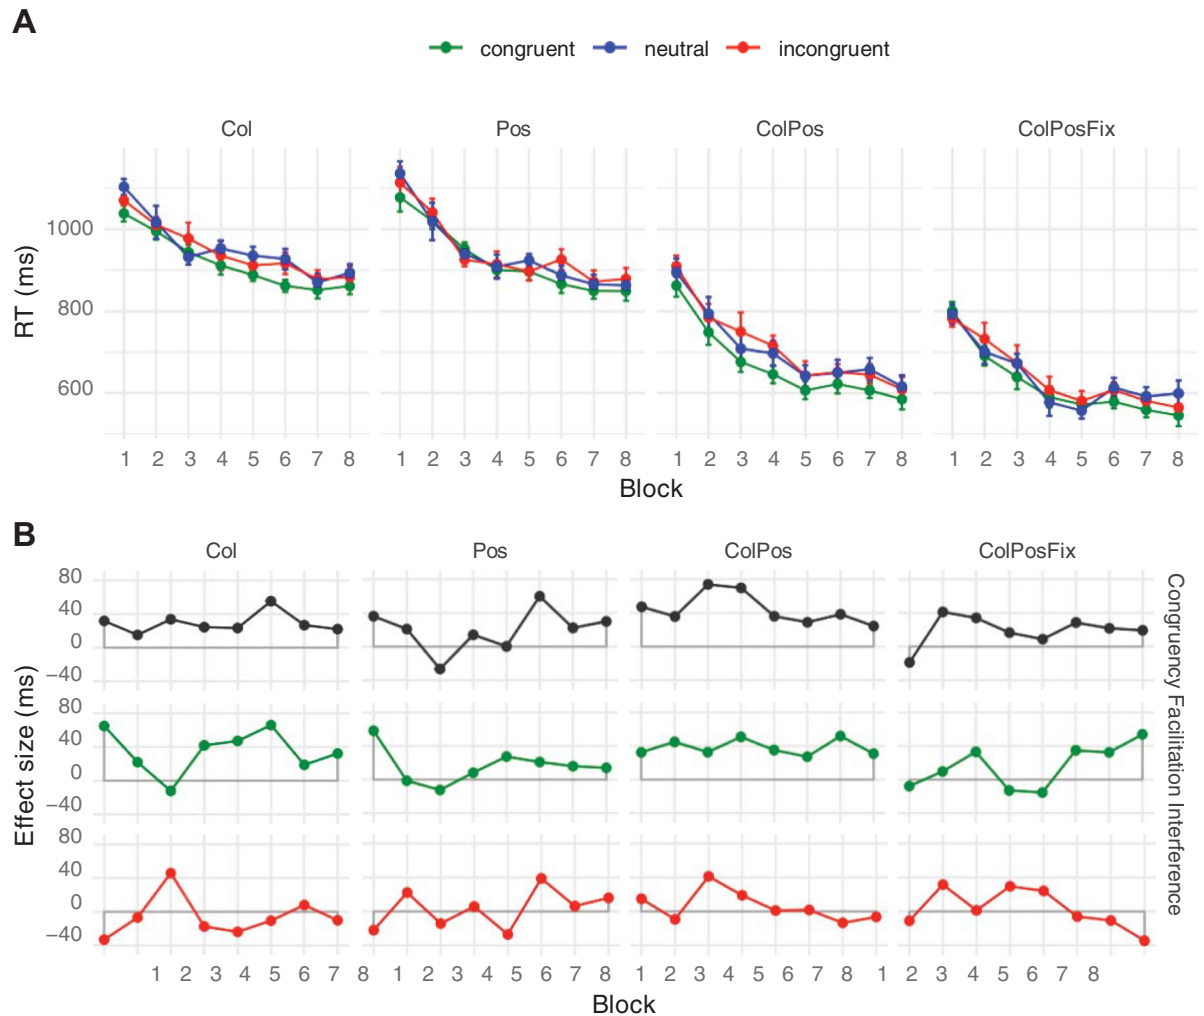 A
congruent neutral incongruent
Col Pos ColPos ColPosFix
1000
800
600
RT (ms)
1 2 3 4 5 6 7 8 1 2 3 4 5 6 7 8 1 2 3 4 5 6 7 8 1 2 3 4 5 6 7 8
Block
B
Col Pos ColPos ColPosFix
80
40
0
−40
80
40
0
−40
80
40
0
−40
Effect size (ms)
Congruency Facilitation Interference
1 2 3 4 5 6 7 8 1 2 3 4 5 6 7 8 1 2 3 4 5 6 7 8 1 2 3 4 5 6 7 8
Block